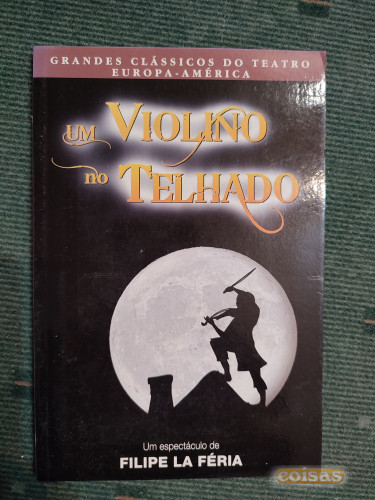 GRANDES CLÁSSICOS DO TEATRO
EUROPA-AMÉRICA
UM VIOLINO
NO TELHADO
Um espectáculo de
FILIPE LA FÉRIA
coisas